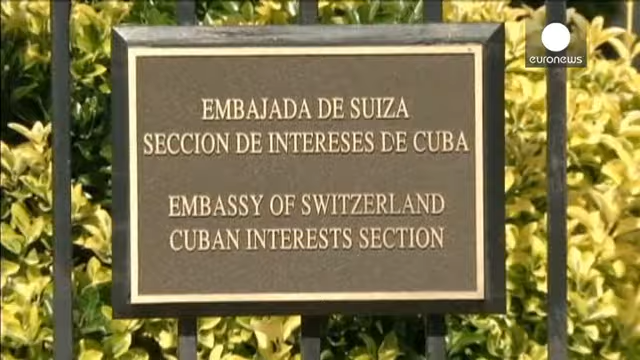 euronews
EMBAJADA DE SUIZA
SECCION DE INTERESES DE CUBA
EMBASSY OF SWITZERLAND
CUBAN INTERESTS SECTION